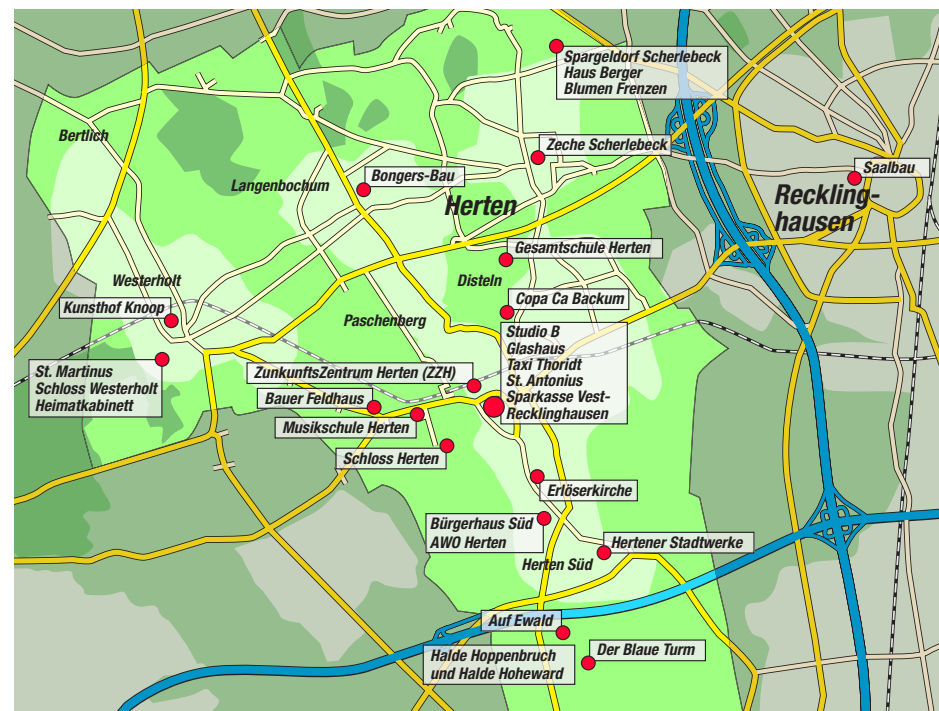 Spargeldorf Scherlebeck
Haus Berger
Blumen Frenzen
Bertlich
Zeche Scherlebeck
Langenbochum
Bongers-Bau
Saalbau
Herten
Reckling-
hausen
Gesamtschule Herten
Westerholt
Disteln
Kunsthof Knoop
Copa Ca Backum
Paschenberg
Studio B
Glashaus
Taxi Thoridt
St. Antonius
Sparkasse Vest-
Recklinghausen
St. Martinus
Schloss Westerholt
Heimatkabinett
ZunkunftsZentrum Herten (ZZH)
Bauer Feldhaus
Musikschule Herten
Schloss Herten
Erlöserkirche
Bürgerhaus Süd
AWO Herten
Hertener Stadtwerke
Herten Süd
Auf Ewald
Halde Hoppenbruch
und Halde Hoheward
Der Blaue Turm